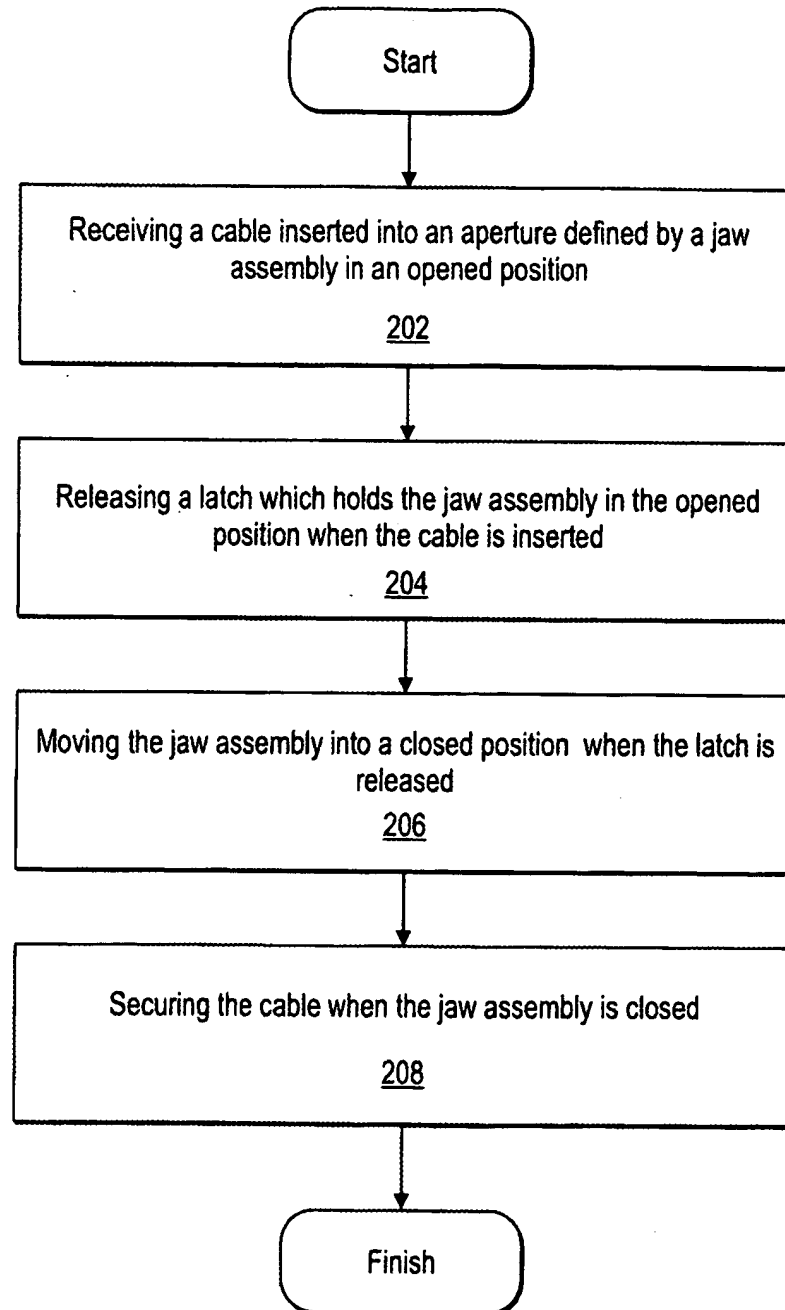 Start
Receiving a cable inserted into an aperture defined by a jaw
assembly in an opened position
202
Releasing a latch which holds the jaw assembly in the opened
position when the cable is inserted
204
Moving the jaw assembly into a closed position when the latch is
released
206
Securing the cable when the jaw assembly is closed
208
Finish